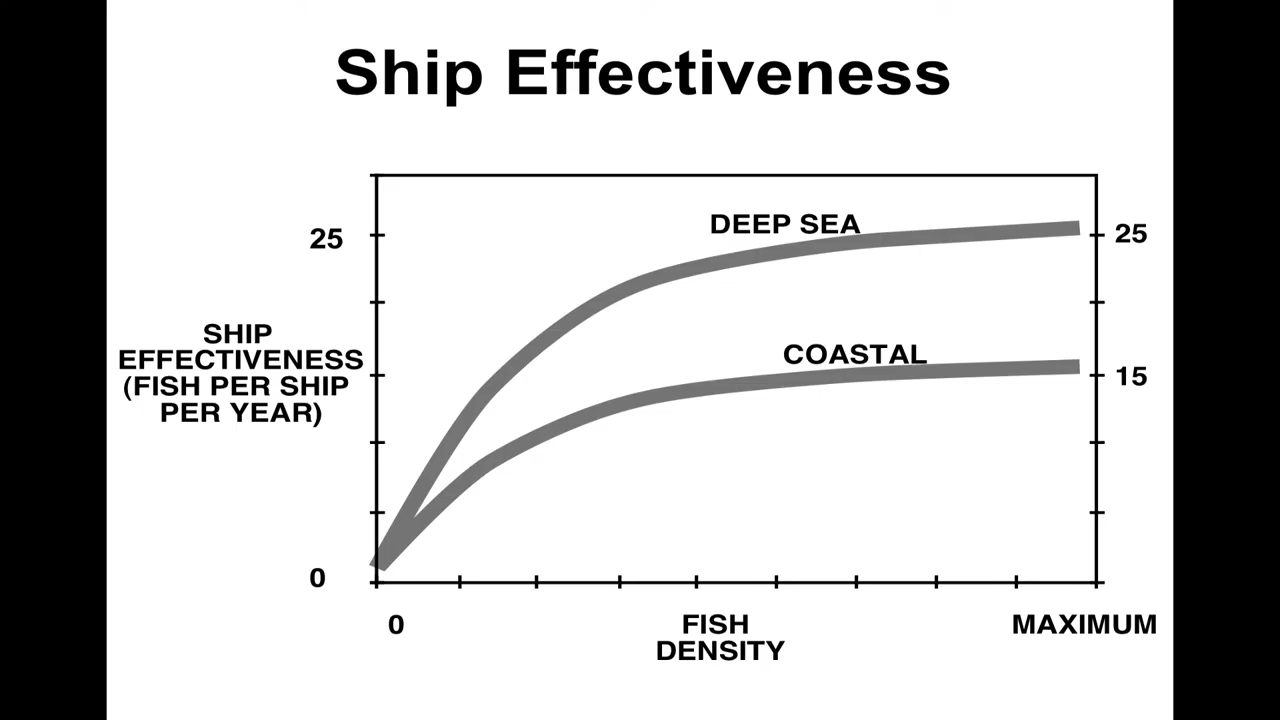 Ship Effectiveness
DEEP SEA
25
25
SHIP
EFFECTIVENESS
(FISH PER SHIP
PER YEAR)
COASTAL
15
0
0
FISH
DENSITY
MAXIMUM